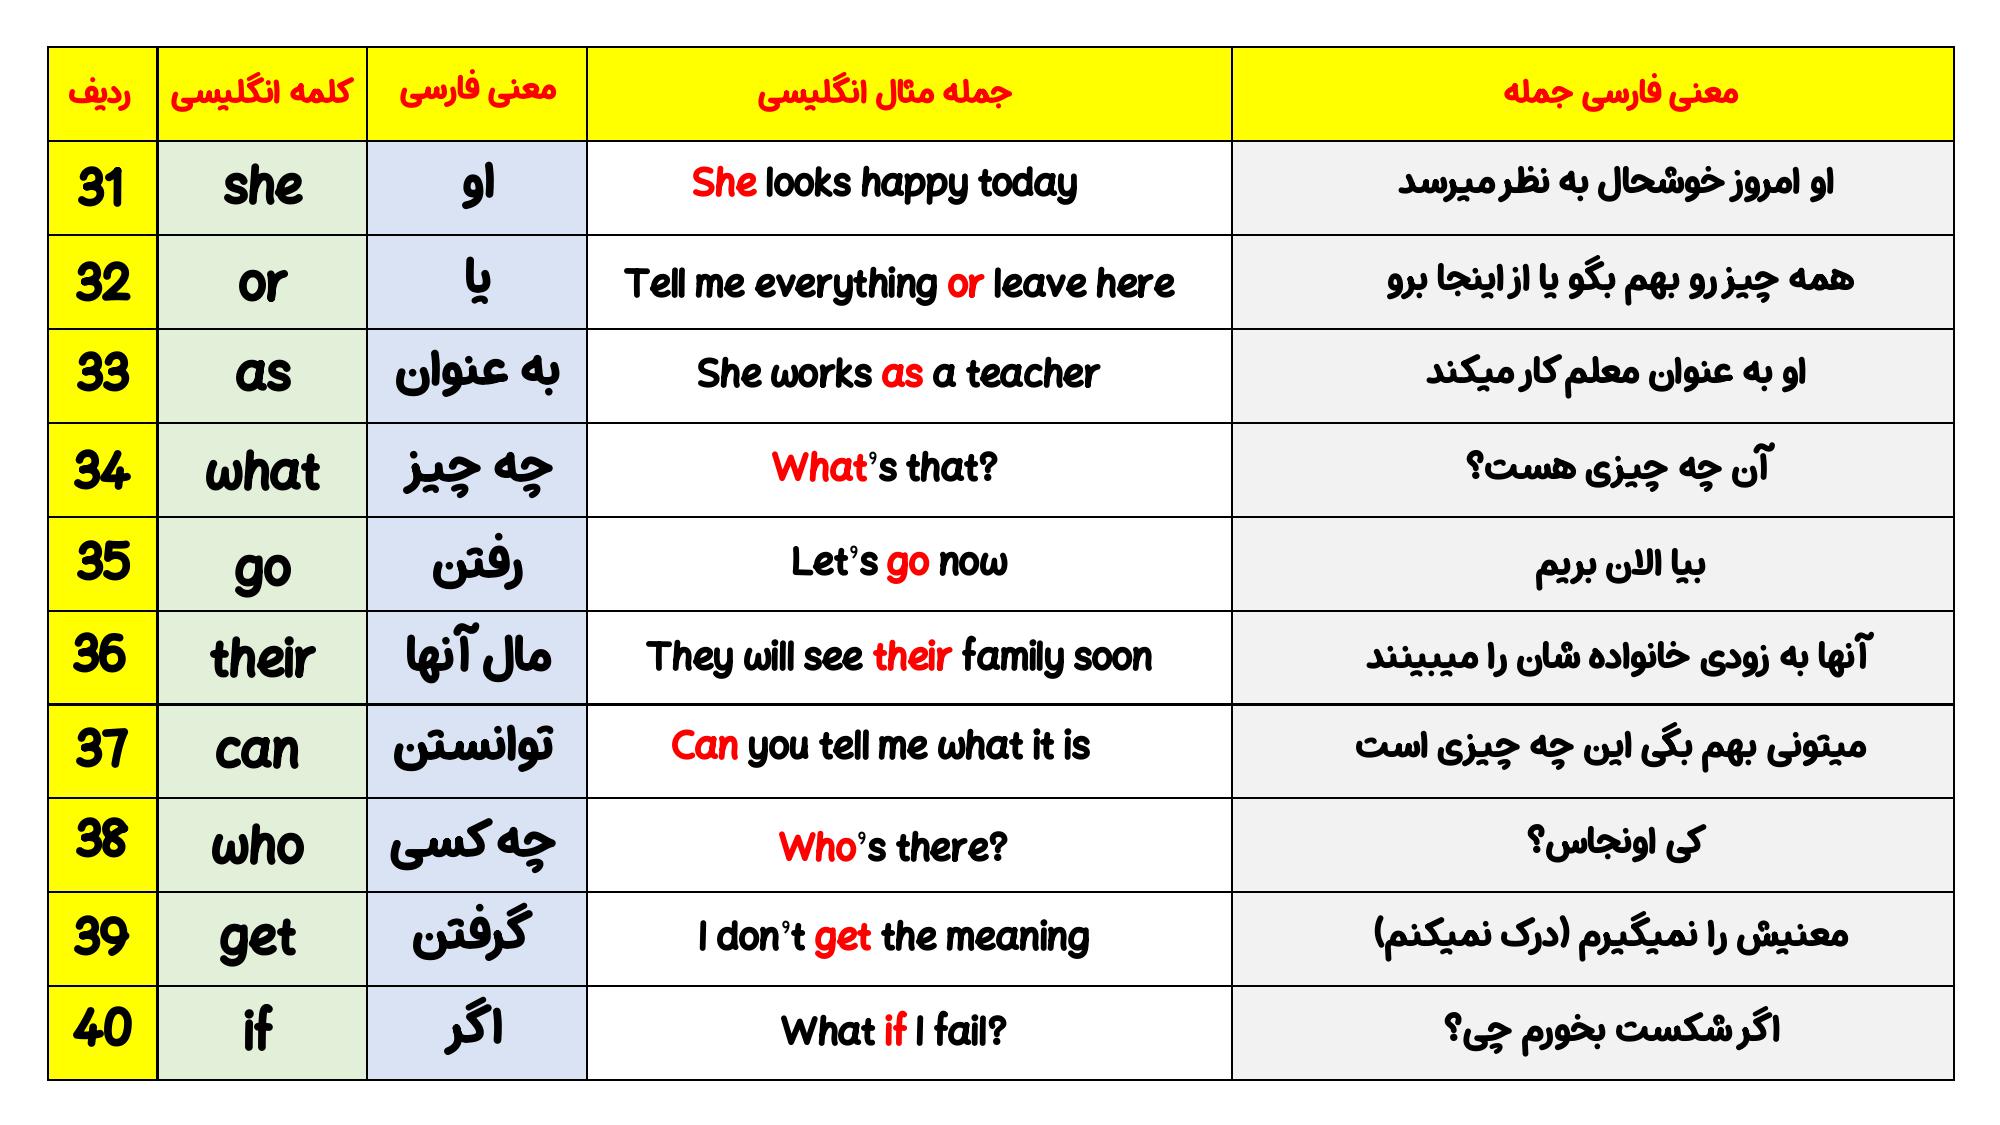 ردیف کلمه انگلیسی معنی فارسی جمله مثال انگلیسی معنی فارسی جمله
31 she او She looks happy today او امروز خوشحال به نظر میرسد
32 or یا Tell me everything or leave here همه چیز رو بهم بگو یا از اینجا برو
33 as به عنوان She works as a teacher او به عنوان معلم کار میکند
34 what چه چیز What's that? آن چه چیزی هست؟
35 go رفتن Let's go now بیا الان بریم
36 their مال آنها They will see their family soon آنها به زودی خانواده شان را میبینند
37 can توانستن Can you tell me what it is میتونی بهم بگی این چه چیزی است
38 who چه کسی Who's there? کی اونجاس؟
39 get گرفتن I don't get the meaning معنیش را نمیگیرم (درک نمیکنم)
40 if اگر What if I fail? اگر شکست بخورم چی؟